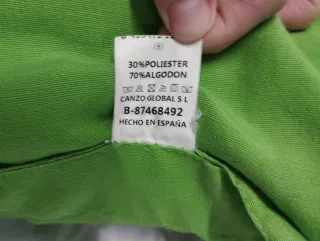 30%POLIESTER
70%ALGODON
CANZO GLOBAL S L
B-87468492
HECHO EN ESPAÑA